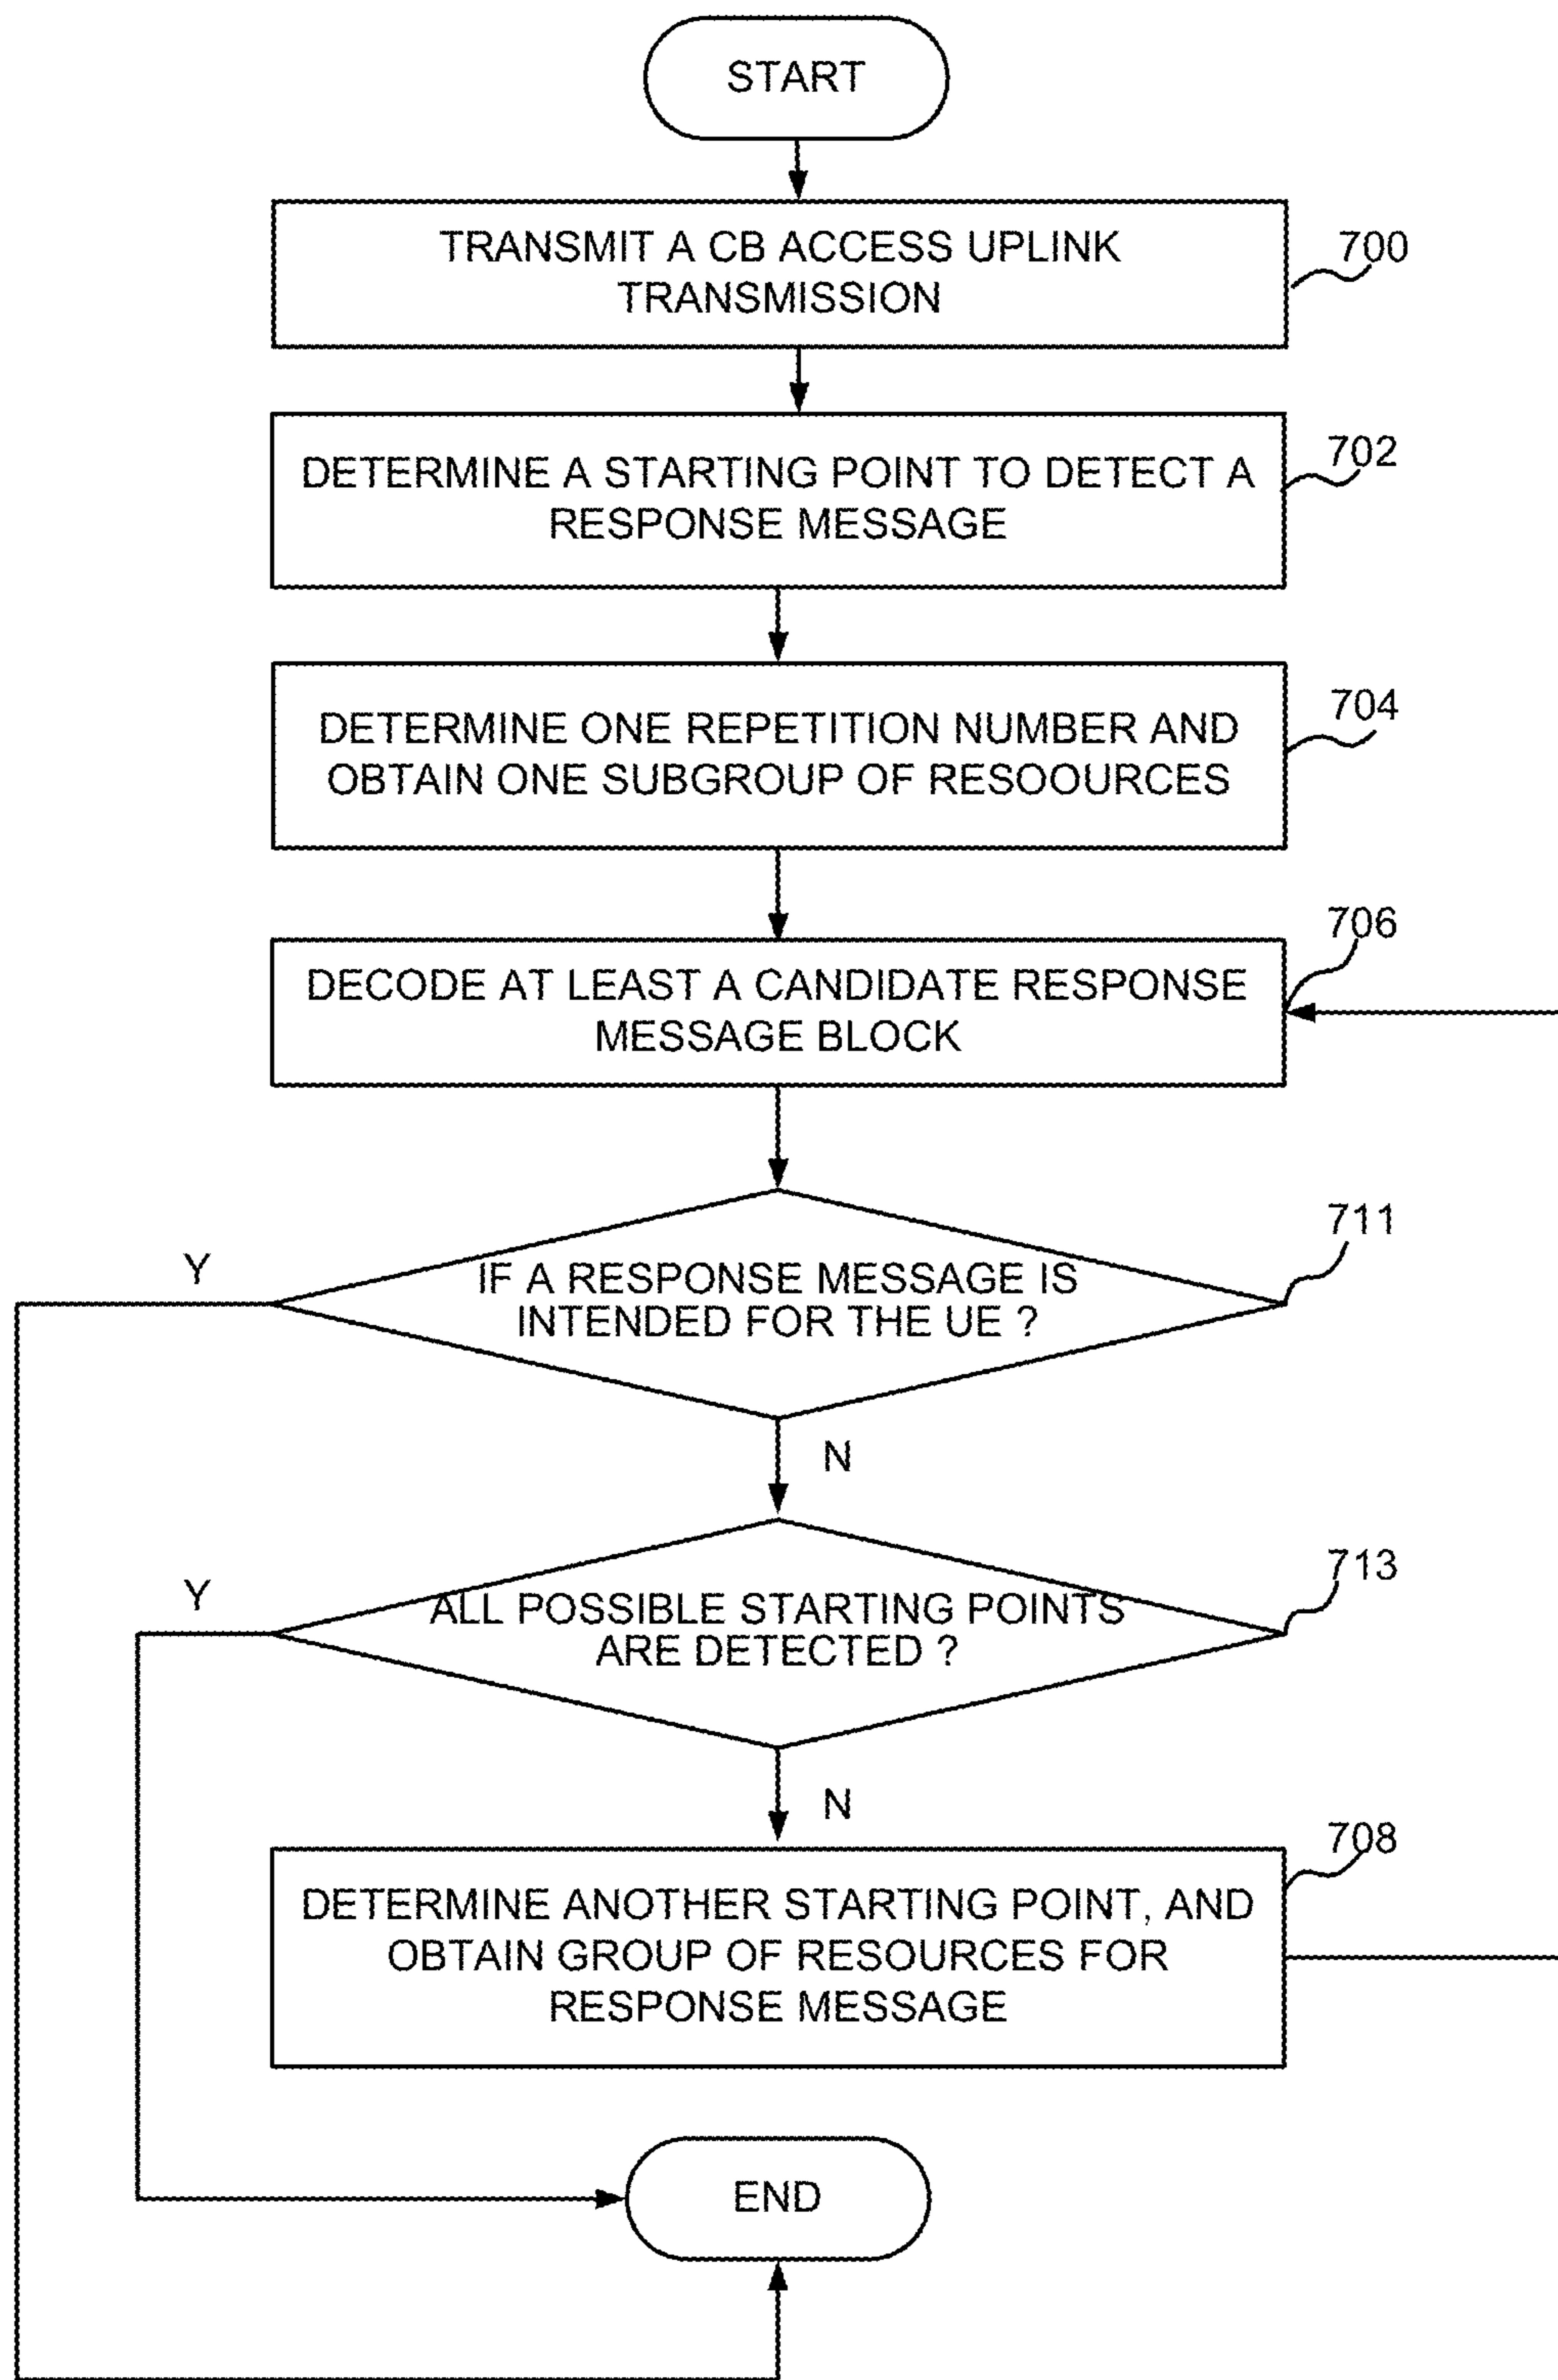 START
TRANSMIT A CB ACCESS UPLINK
TRANSMISSION
700
DETERMINE A STARTING POINT TO DETECT A
RESPONSE MESSAGE
702
DETERMINE ONE REPETITION NUMBER AND
OBTAIN ONE SUBGROUP OF RESOOURCES
704
DECODE AT LEAST A CANDIDATE RESPONSE
MESSAGE BLOCK
706
IF A RESPONSE MESSAGE IS
INTENDED FOR THE UE ?
711
Y
N
ALL POSSIBLE STARTING POINTS
ARE DETECTED ?
713
Y
N
DETERMINE ANOTHER STARTING POINT, AND
OBTAIN GROUP OF RESOURCES FOR
RESPONSE MESSAGE
708
END